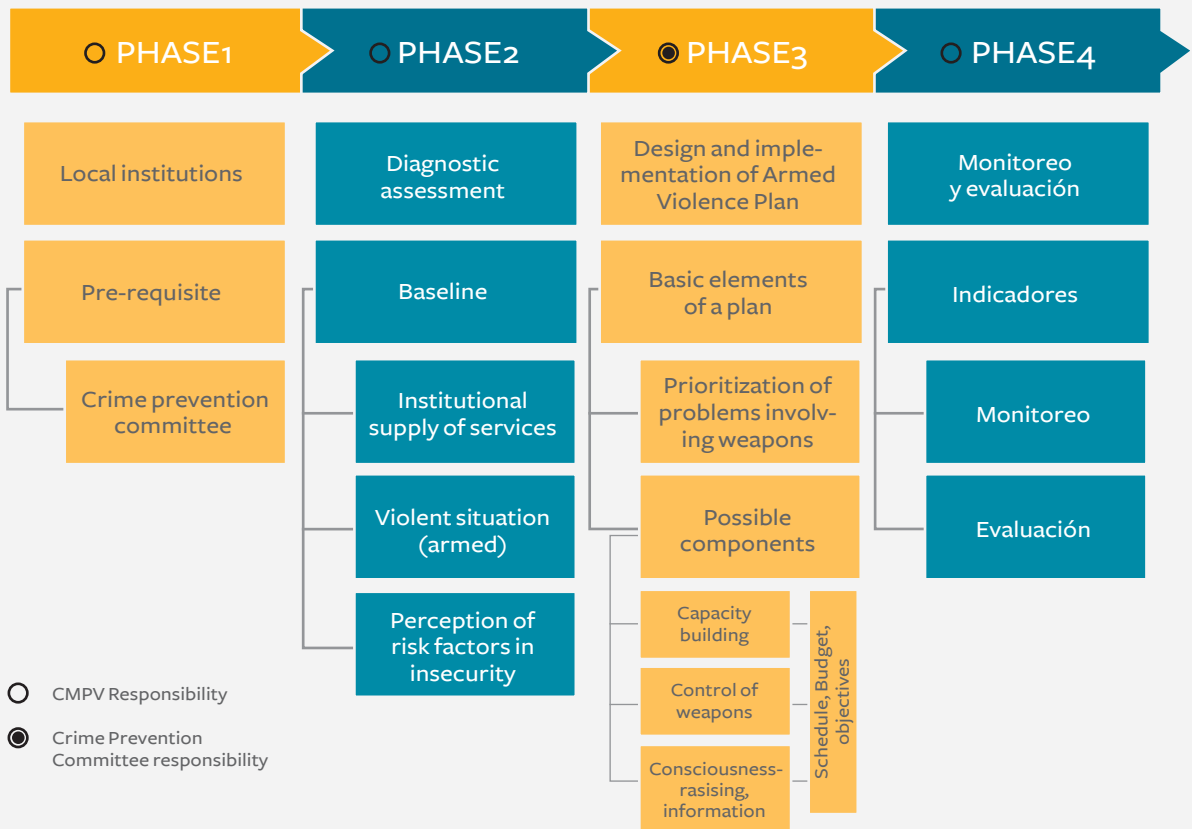 PHASE1
PHASE2
PHASE3
PHASE4
Local institutions
Pre-requisite
Crime prevention
committee
Diagnostic
assessment
Baseline
Institutional
supply of services
Violent situation
(armed)
Perception of
risk factors in
insecurity
Design and imple-
mentation of Armed
Violence Plan
Basic elements
of a plan
Prioritization of
problems involv-
ing weapons
Possible
components
Capacity
building
Control of
weapons
Consciousness-
rasising,
information
Schedule, Budget,
objectives
Monitoreo
y evaluación
Indicadores
Monitoreo
Evaluación
CMPV Responsibility
Crime Prevention
Committee responsibility